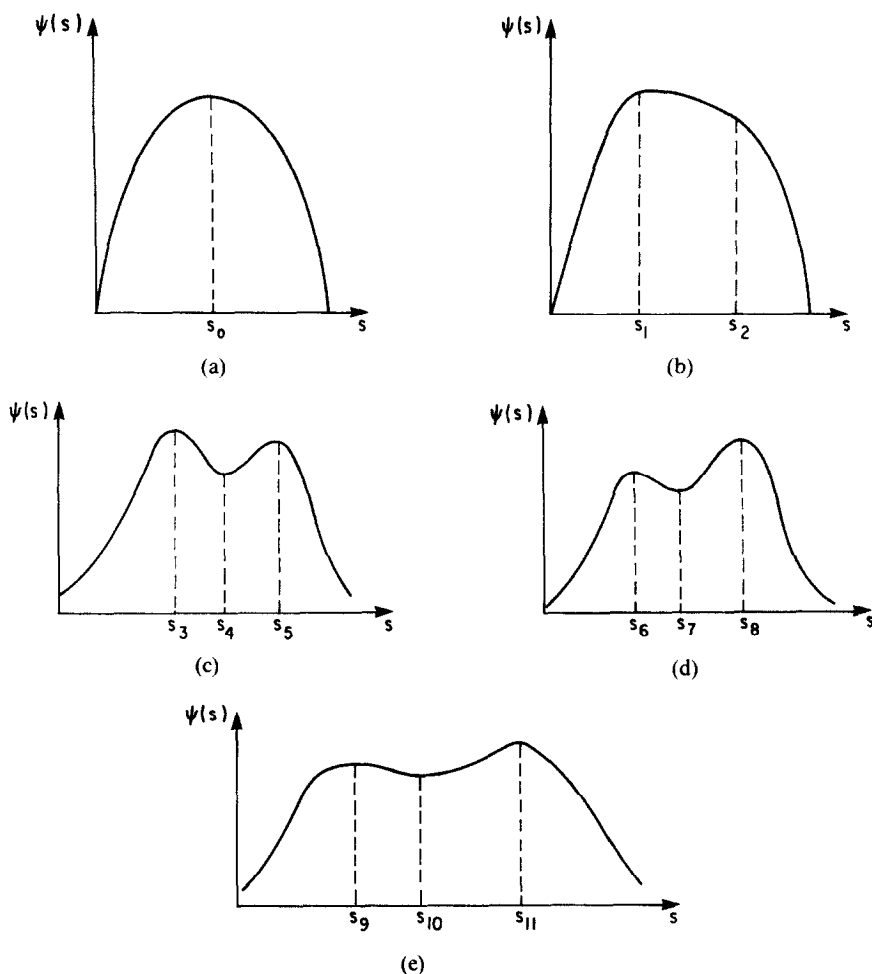 ψ(s) ψ(s)
s₀ s s₁ s₂ s
(a) (b)
ψ(s) ψ(s)
s₃ s₄ s₅ s s₆ s₇ s₈ s
(c) (d)
ψ(s)
s₉ s₁₀ s₁₁ s
(e)